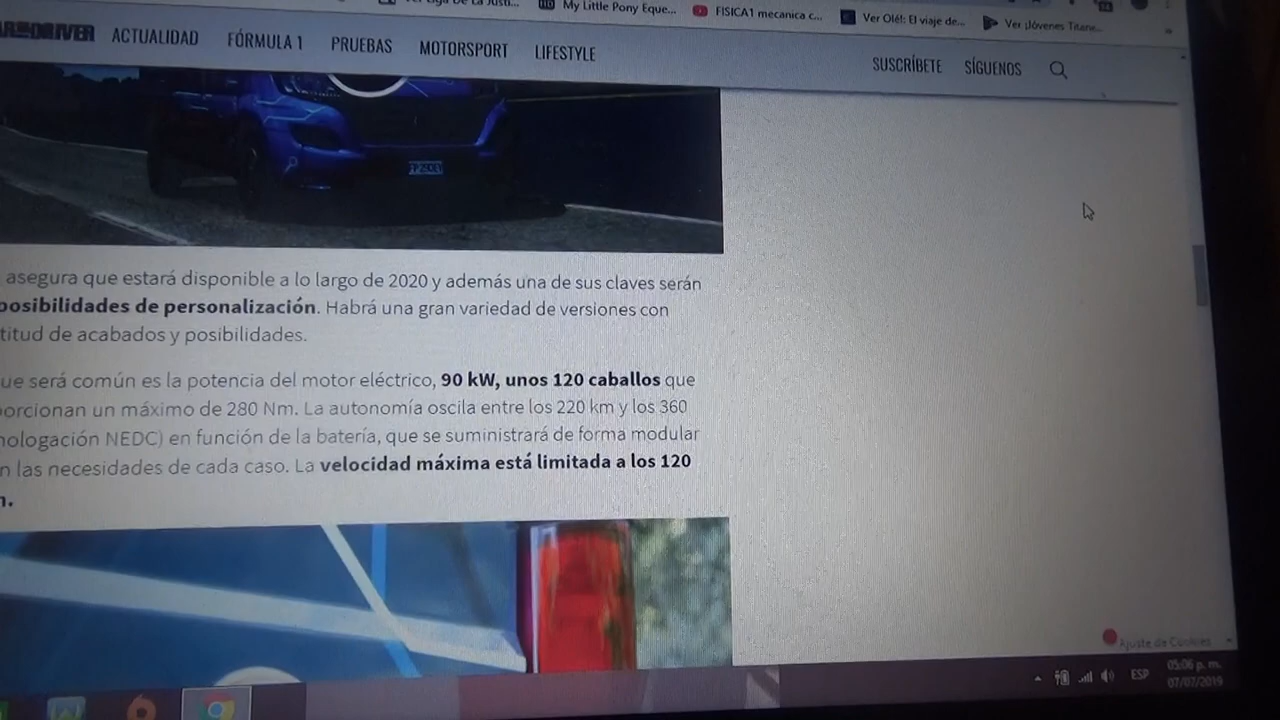 My Little Pony Eque...
FISICA1 mecanica c...
Ver Olé!: El viaje de...
Ver ¡Jóvenes Titane...
ACTUALIDAD
FÓRMULA 1
PRUEBAS
MOTORSPORT
LIFESTYLE
SUSCRÍBETE
SÍGUENOS
asegura que estará disponible a lo largo de 2020 y además una de sus claves serán
posibilidades de personalización. Habrá una gran variedad de versiones con
titud de acabados y posibilidades.
ue será común es la potencia del motor eléctrico, 90 kW, unos 120 caballos que
porcionan un máximo de 280 Nm. La autonomía oscila entre los 220 km y los 360
nologación NEDC) en función de la batería, que se suministrará de forma modular
n las necesidades de cada caso. La velocidad máxima está limitada a los 120
Ajuste de Cookies
ESP
05:06 p. m.
07/07/2019